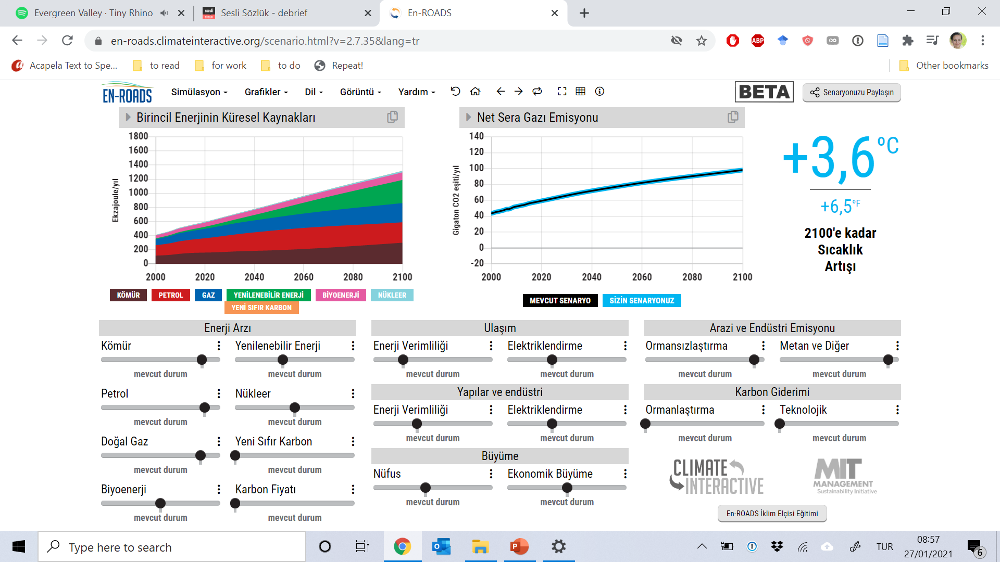 Evergreen Valley · Tiny Rhino
Sesli Sözlük - debrief
En-ROADS
en-roads.climateinteractive.org/scenario.html?v=2.7.35&lang=tr
ABP
Acapela Text to Spe...
to read
for work
to do
Repeat!
Other bookmarks
EN-ROADS
Simülasyon
Grafikler
Dil
Görüntü
Yardım
BETA
Senaryonuzu Paylaşın
Birincil Enerjinin Küresel Kaynakları
1800
1600
1400
1200
1000
800
600
400
200
0
Ekzajoule/yıl
2000 2020 2040 2060 2080 2100
KÖMÜR PETROL GAZ YENİLENEBİLİR ENERJİ BİYOENERJİ NÜKLEER
YENİ SIFIR KARBON
Net Sera Gazı Emisyonu
140
120
100
80
60
40
20
0
-20
Gigaton CO2 eşiti/yıl
2000 2020 2040 2060 2080 2100
MEVCUT SENARYO SİZİN SENARYONUZ
+3,6 ºC
+6,5 ºF
2100'e kadar
Sıcaklık
Artışı
Enerji Arzı
Kömür
mevcut durum
Yenilenebilir Enerji
mevcut durum
Petrol
mevcut durum
Nükleer
mevcut durum
Doğal Gaz
mevcut durum
Yeni Sıfır Karbon
mevcut durum
Biyoenerji
mevcut durum
Karbon Fiyatı
mevcut durum
Ulaşım
Enerji Verimliliği
mevcut durum
Elektriklendirme
mevcut durum
Yapılar ve endüstri
Enerji Verimliliği
mevcut durum
Elektriklendirme
mevcut durum
Büyüme
Nüfus
mevcut durum
Ekonomik Büyüme
mevcut durum
Arazi ve Endüstri Emisyonu
Ormansızlaştırma
mevcut durum
Metan ve Diğer
mevcut durum
Karbon Giderimi
Ormanlaştırma
mevcut durum
Teknolojik
mevcut durum
CLIMATE
INTERACTIVE
MIT
MANAGEMENT
Sustainability Initiative
En-ROADS İklim Elçisi Eğitimi
Type here to search
TUR
08:57
27/01/2021
6